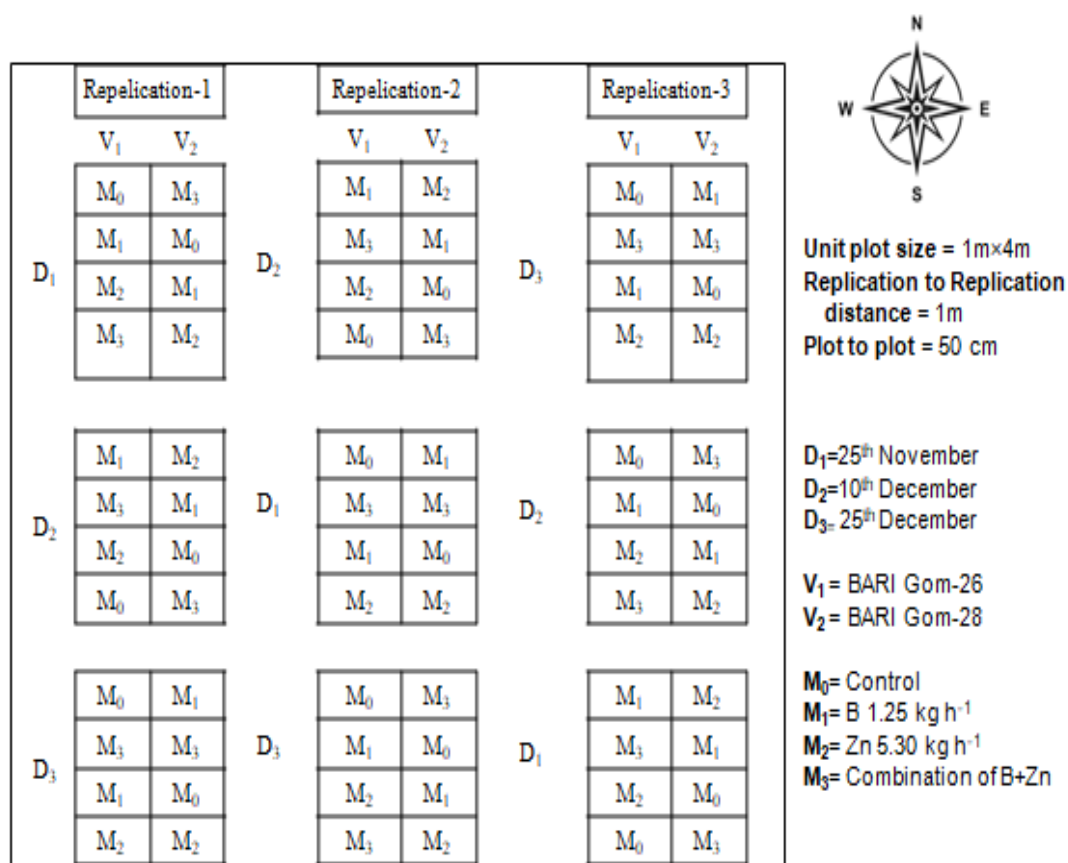 N
W E
S
Repelication-1 Repelication-2 Repelication-3
V₁ V₂ V₁ V₂ V₁ V₂
M₀ M₃ M₁ M₂ M₀ M₁
M₁ M₀ M₃ M₁ M₃ M₃
D₁ D₂ D₃
M₂ M₁ M₂ M₀ M₁ M₀
M₃ M₂ M₀ M₃ M₂ M₂
M₁ M₂ M₀ M₁ M₀ M₃
M₃ M₁ M₃ M₃ M₁ M₀
D₂ D₁ D₂
M₂ M₀ M₁ M₀ M₂ M₁
M₀ M₃ M₂ M₂ M₃ M₂
M₀ M₁ M₀ M₃ M₁ M₂
M₃ M₃ M₁ M₀ M₃ M₁
D₃ D₃ D₁
M₁ M₀ M₂ M₁ M₂ M₀
M₂ M₂ M₃ M₂ M₀ M₃
Unit plot size = 1m×4m
Replication to Replication
distance = 1m
Plot to plot = 50 cm
D₁=25th November
D₂=10th December
D₃= 25th December
V₁ = BARI Gom-26
V₂ = BARI Gom-28
M₀= Control
M₁= B 1.25 kg h⁻¹
M₂= Zn 5.30 kg h⁻¹
M₃= Combination of B+Zn